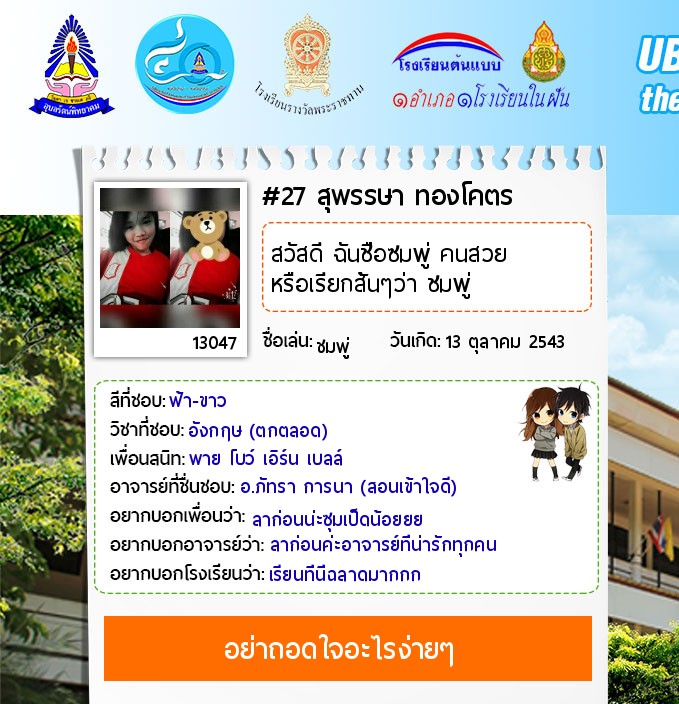 อุบลรัตน์พิทยาคม
โรงเรียนรางวัลพระราชทาน
โรงเรียนต้นแบบ
๑อำเภอ๑โรงเรียนในฝัน
UB
the
#27 สุพรรษา ทองโคตร
สวัสดี ฉันชื่อชมพู่ คนสวย
หรือเรียกสั้นๆว่า ชมพู่
13047
ชื่อเล่น: ชมพู่ วันเกิด: 13 ตุลาคม 2543
สีที่ชอบ: ฟ้า-ขาว
วิชาที่ชอบ: อังกฤษ (ตกตลอด)
เพื่อนสนิท: พาย โบว์ เอิร์น เบลล์
อาจารย์ที่ชื่นชอบ: อ.ภัทรา การนา (สอนเข้าใจดี)
อยากบอกเพื่อนว่า: ลาก่อนน่ะซุมเป็ดน้อยยย
อยากบอกอาจารย์ว่า: ลาก่อนค่ะอาจารย์ที่น่ารักทุกคน
อยากบอกโรงเรียนว่า: เรียนที่นี่ฉลาดมากกก
อย่าถอดใจอะไรง่ายๆ